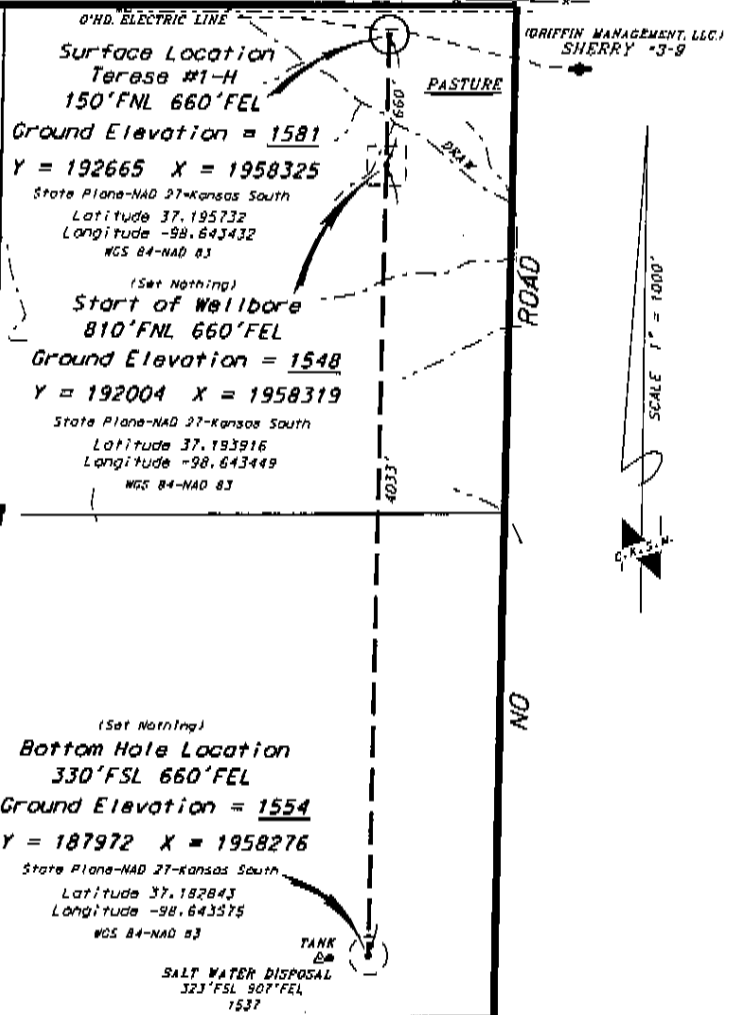 O'HD. ELECTRIC LINE
Surface Location
Terese #1-H
150'FNL 660'FEL
Ground Elevation = 1581
Y = 192665 X = 1958325
State Plane-NAD 27-Kansas South
Latitude 37.195732
Longitude -98.643432
WGS 84-NAD 83
(Set Nothing)
Start of Wellbore
810'FNL 660'FEL
Ground Elevation = 1548
Y = 192004 X = 1958319
State Plane-NAD 27-Kansas South
Latitude 37.193916
Longitude -98.643449
WGS 84-NAD 83
660'
PASTURE
DRAW
(GRIFFIN MANAGEMENT, LLC.)
SHERRY #3-9
ROAD
SCALE 1" = 1000'
4033'
NO
(Set Nothing)
Bottom Hole Location
330'FSL 660'FEL
Ground Elevation = 1554
Y = 187972 X = 1958276
State Plane-NAD 27-Kansas South
Latitude 37.182843
Longitude -98.643575
WGS 84-NAD 83
TANK
SALT WATER DISPOSAL
323'FSL 907'FEL
1537